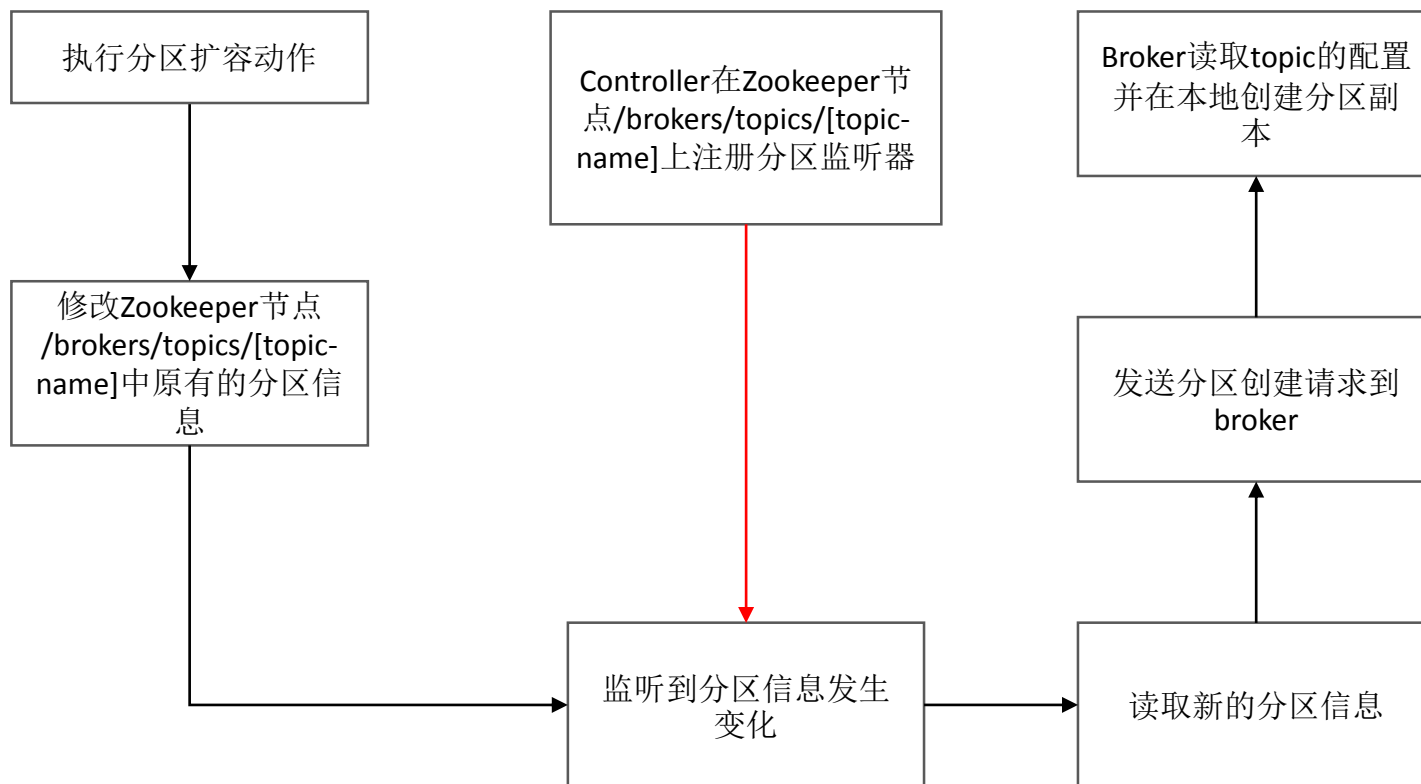 执行分区扩容动作
修改Zookeeper节点
/brokers/topics/[topic-
name]中原有的分区信
息
Controller在Zookeeper节
点/brokers/topics/[topic-
name]上注册分区监听器
监听到分区信息发生
变化
读取新的分区信息
发送分区创建请求到
broker
Broker读取topic的配置
并在本地创建分区副
本